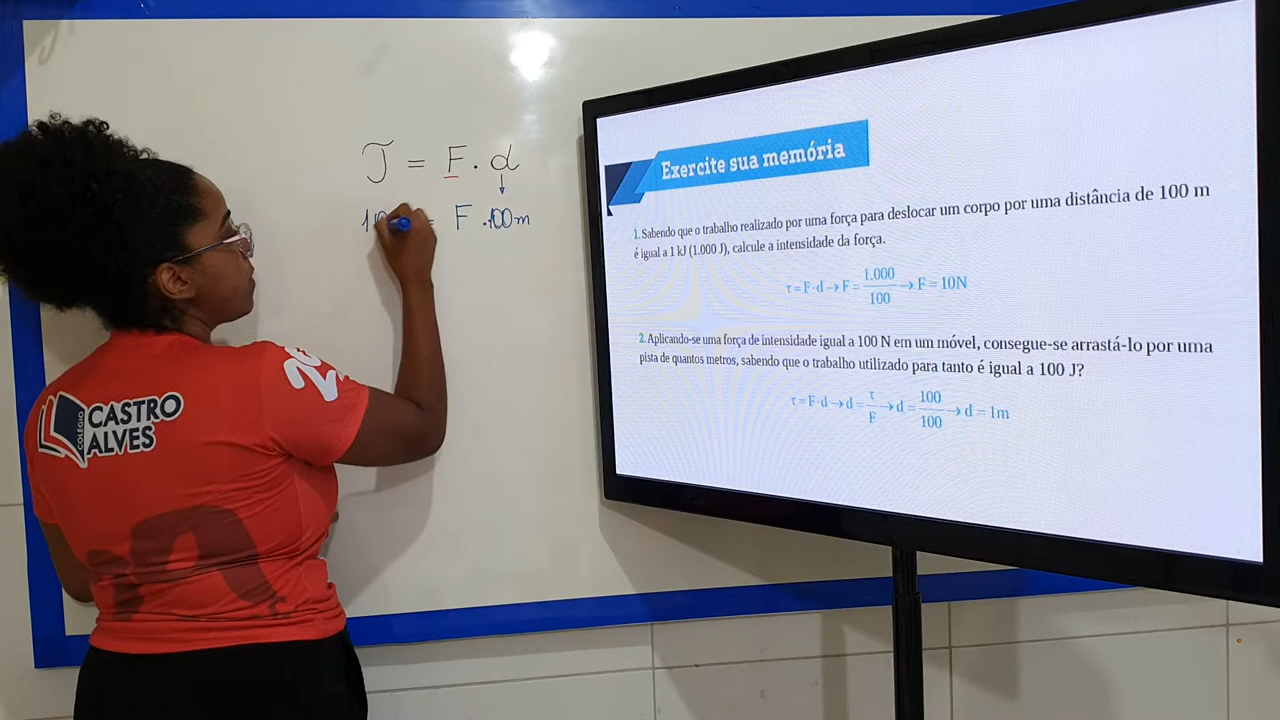 τ = F . d
= F . 100m
COLÉGIO
CASTRO
ALVES
Exercite sua memória
1. Sabendo que o trabalho realizado por uma força para deslocar um corpo por uma distância de 100 m
é igual a 1 kJ (1.000 J), calcule a intensidade da força.
τ = F · d → F = 1.000/100 → F = 10N
2. Aplicando-se uma força de intensidade igual a 100 N em um móvel, consegue-se arrastá-lo por uma
pista de quantos metros, sabendo que o trabalho utilizado para tanto é igual a 100 J?
τ = F · d → d = τ/F → d = 100/100 → d = 1m